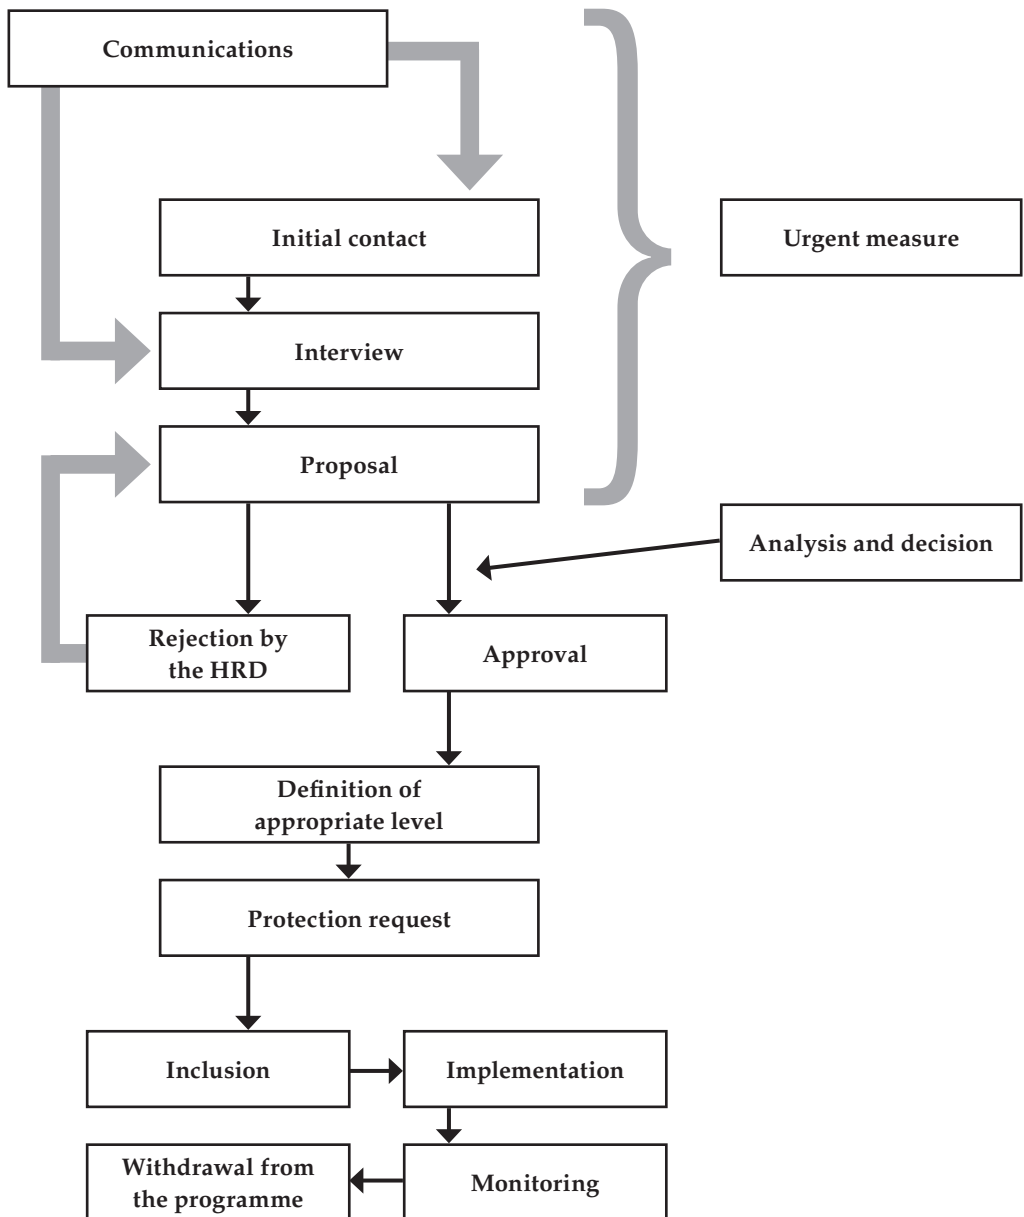 Communications
Initial contact
Urgent measure
Interview
Proposal
Analysis and decision
Rejection by
the HRD
Approval
Definition of
appropriate level
Protection request
Inclusion
Implementation
Withdrawal from
the programme
Monitoring